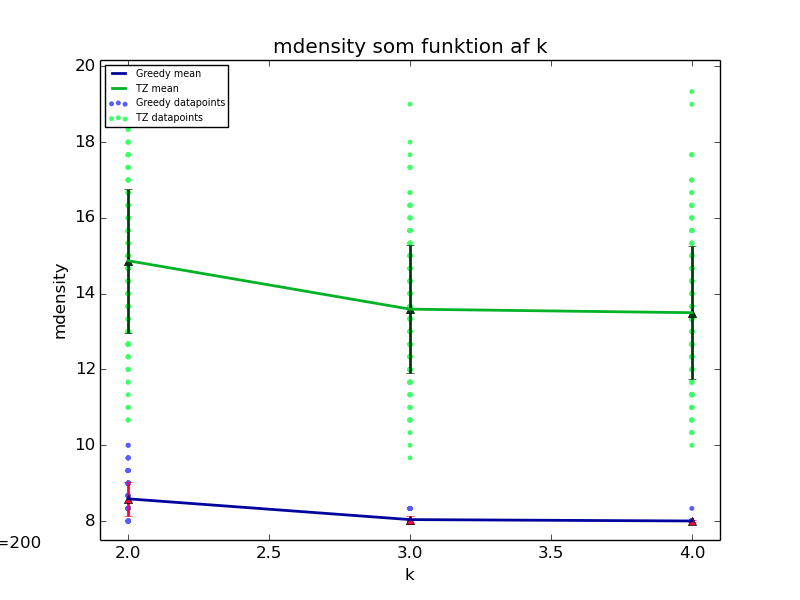 mdensity som funktion af k
Greedy mean
TZ mean
Greedy datapoints
TZ datapoints
mdensity
20
18
16
14
12
10
8
2.0 2.5 3.0 3.5 4.0
k
=200